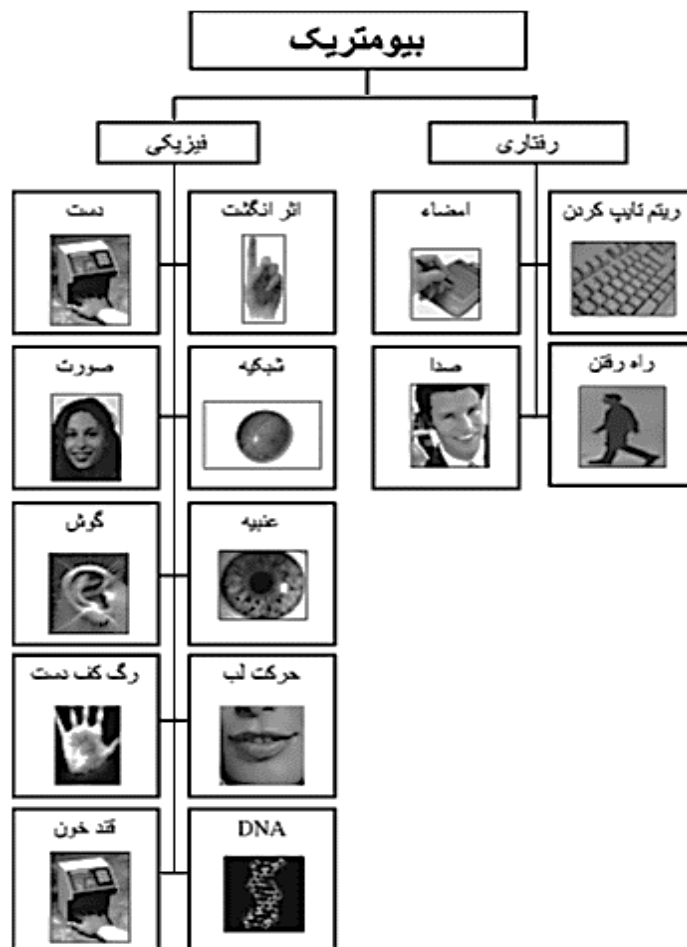 بیومتریک
رفتاری
فیزیکی
ریتم تایپ کردن
امضاء
راه رفتن
صدا
اثر انگشت
دست
شبکیه
صورت
عنبیه
گوش
حرکت لب
رگ کف دست
DNA
قند خون